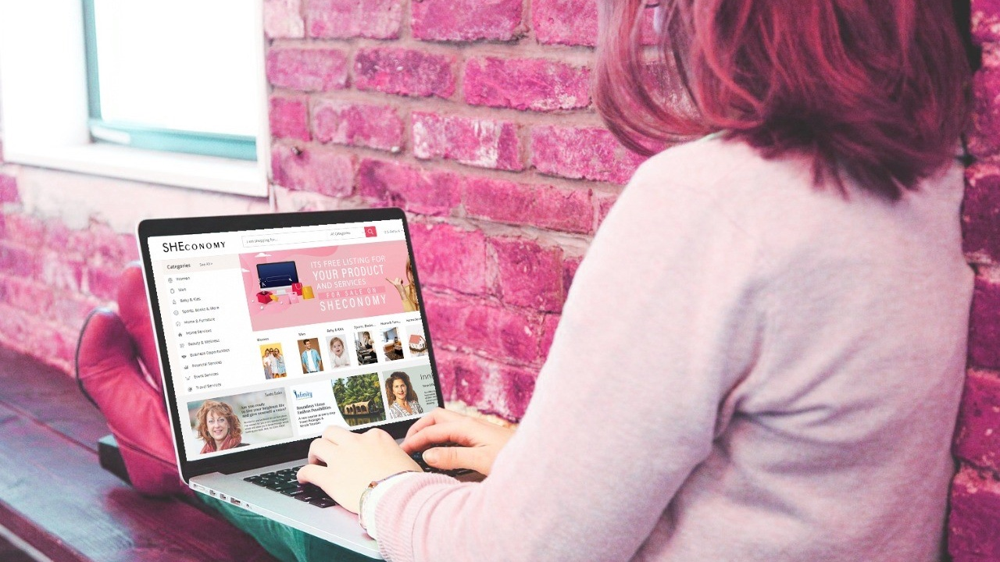 SHECONOMY
I am shopping for...
All Categories
Categories See All
Women
Men
Baby & Kids
Sports, Books & More
Home & Furniture
Home Services
Beauty & Wellness
Business Opportunities
Financial Services
Event Services
Travel Services
ITS FREE LISTING FOR
YOUR PRODUCT
AND SERVICES
FOR SALE ON
SHECONOMY
Women
Men
Baby & Kids
Sports, Books...
Home & Furn...
Home Serv
Are you ready
to live your brightest life
and give yourself a voice?
Infinity
Boundless Views
Endless Possibilities
Inn